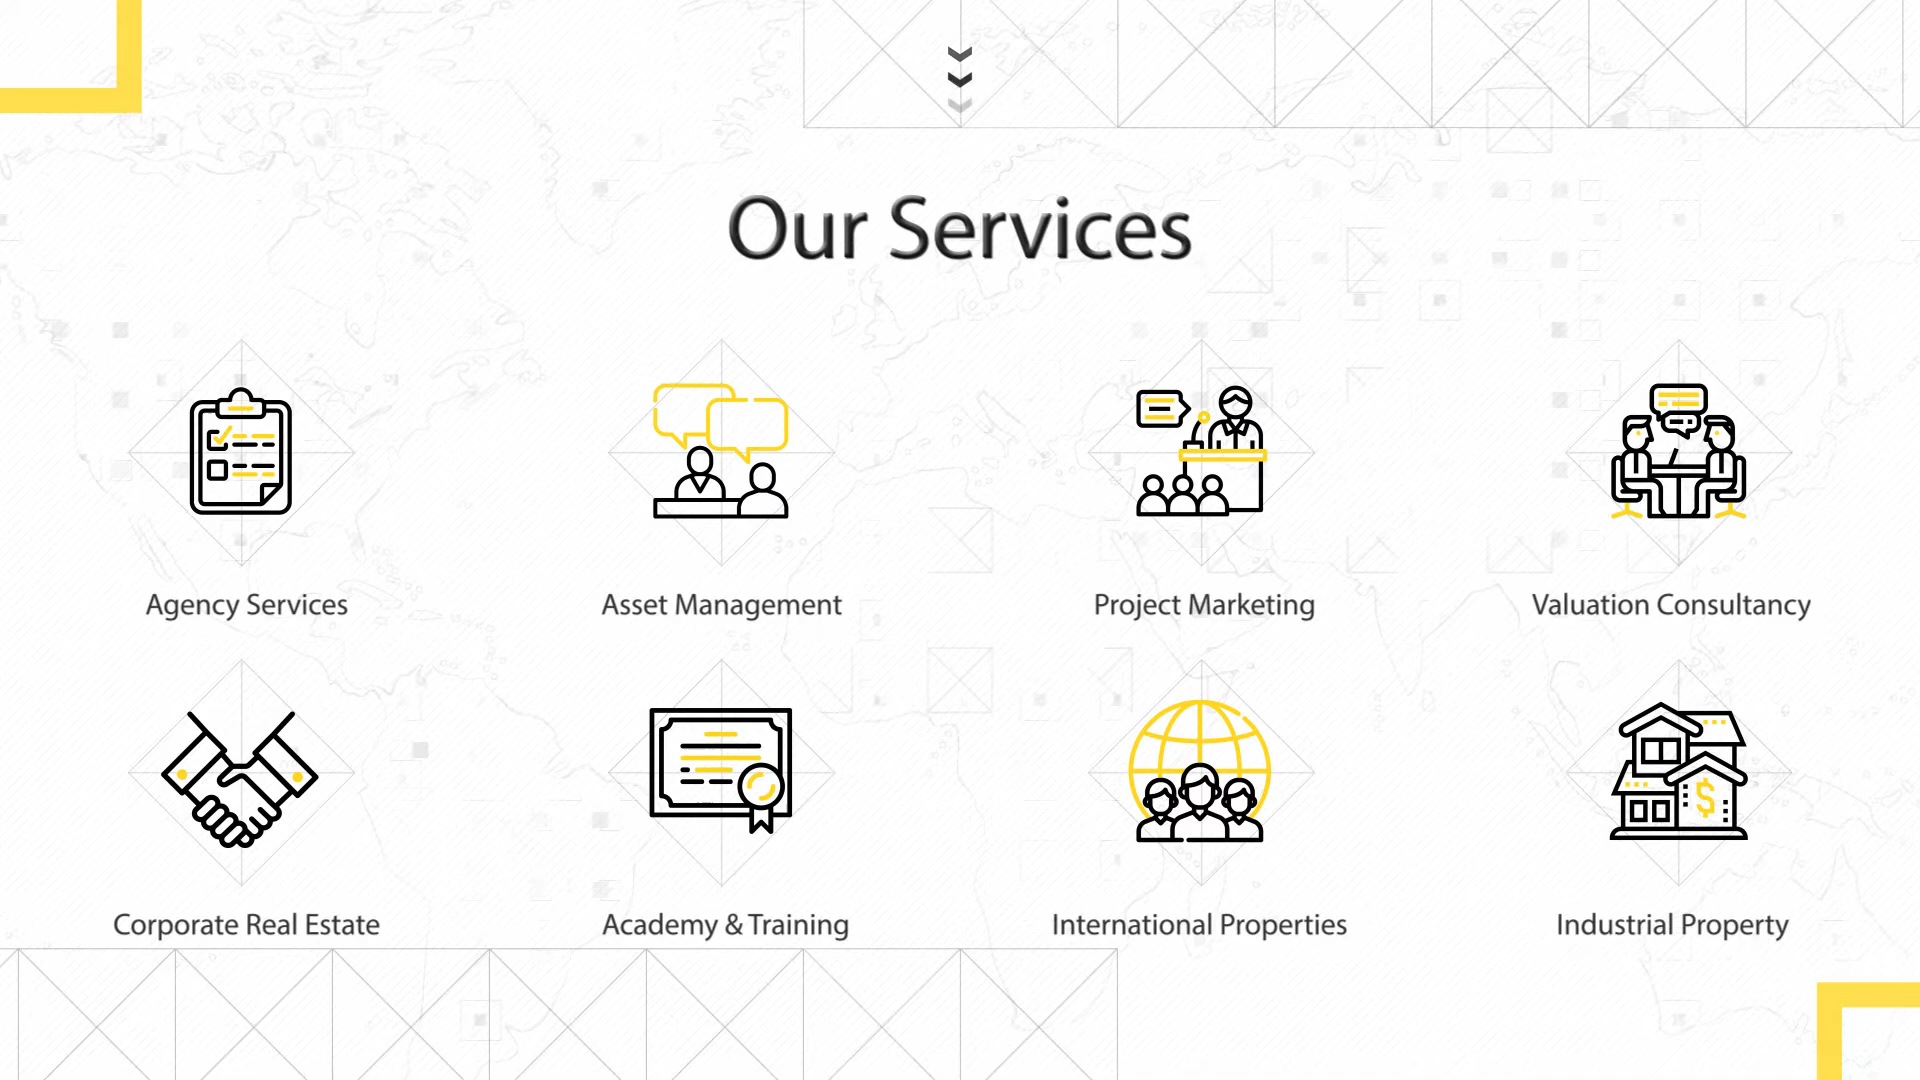 Our Services
Agency Services
Asset Management
Project Marketing
Valuation Consultancy
Corporate Real Estate
Academy & Training
International Properties
$
Industrial Property